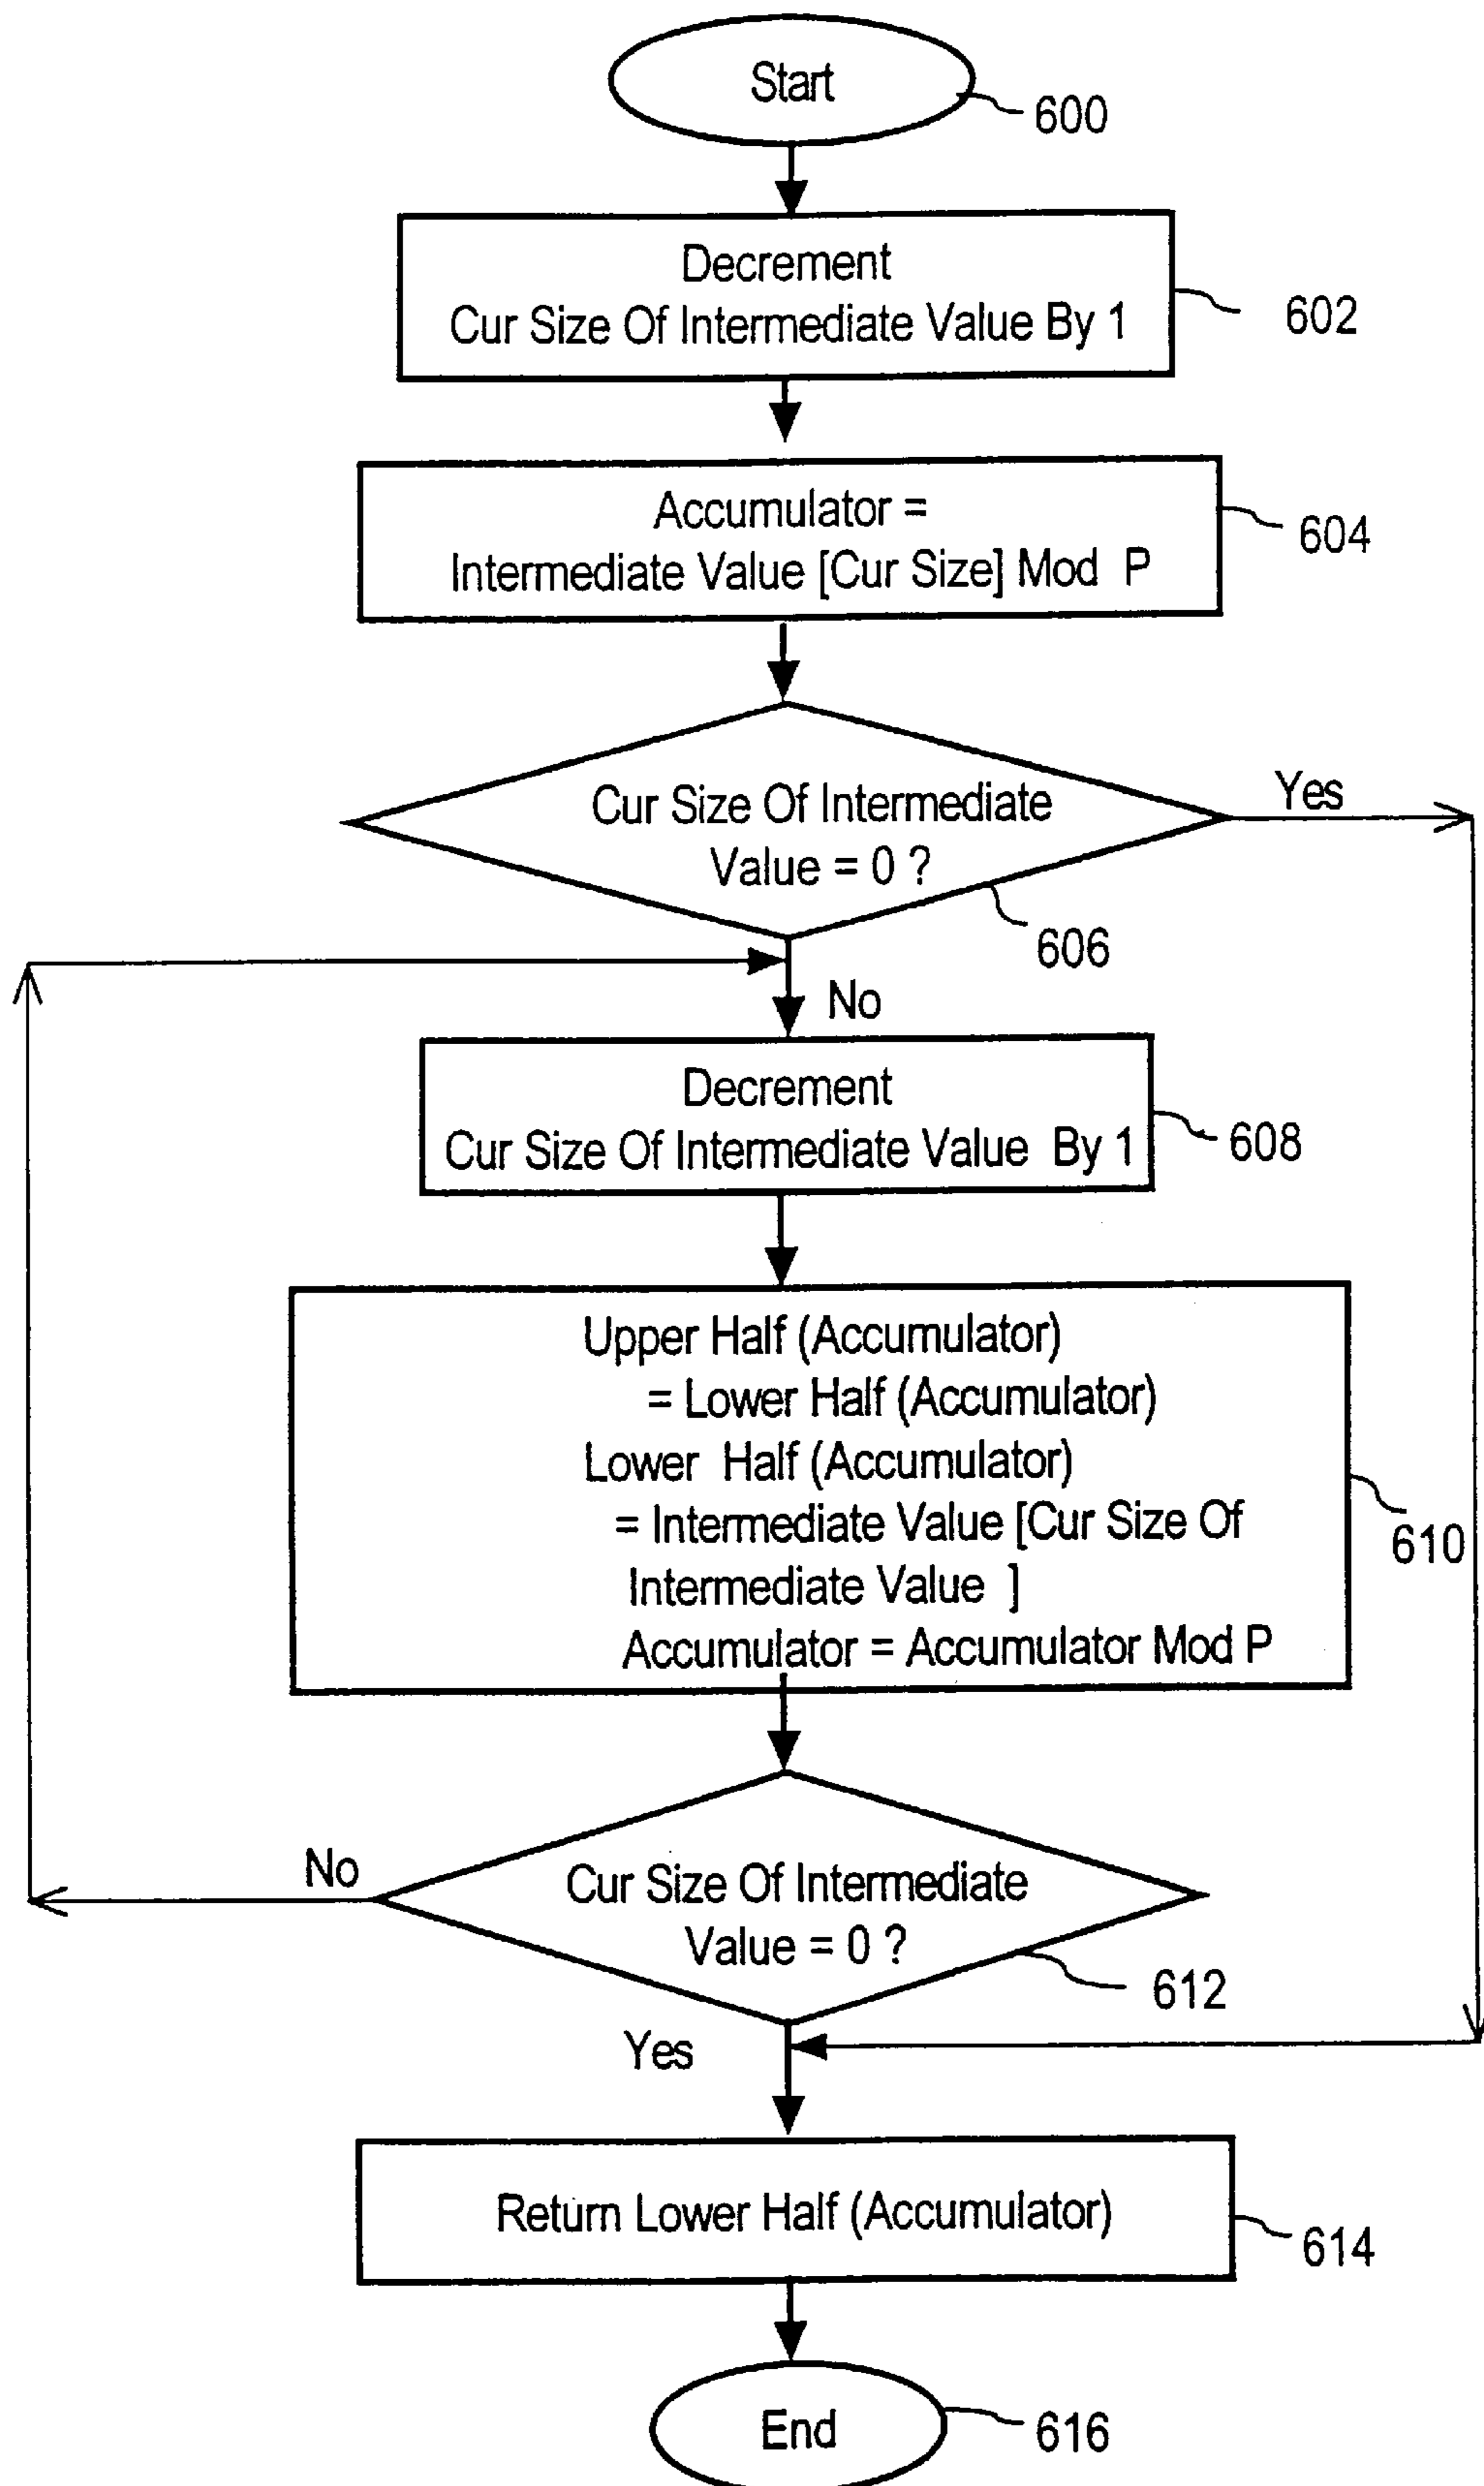 Start
600
Decrement
Cur Size Of Intermediate Value By 1
602
Accumulator =
Intermediate Value [Cur Size] Mod P
604
Cur Size Of Intermediate
Value = 0 ?
Yes
606
No
Decrement
Cur Size Of Intermediate Value By 1
608
Upper Half (Accumulator)
= Lower Half (Accumulator)
Lower Half (Accumulator)
= Intermediate Value [Cur Size Of
Intermediate Value ]
Accumulator = Accumulator Mod P
610
No
Cur Size Of Intermediate
Value = 0 ?
612
Yes
Return Lower Half (Accumulator)
614
End
616